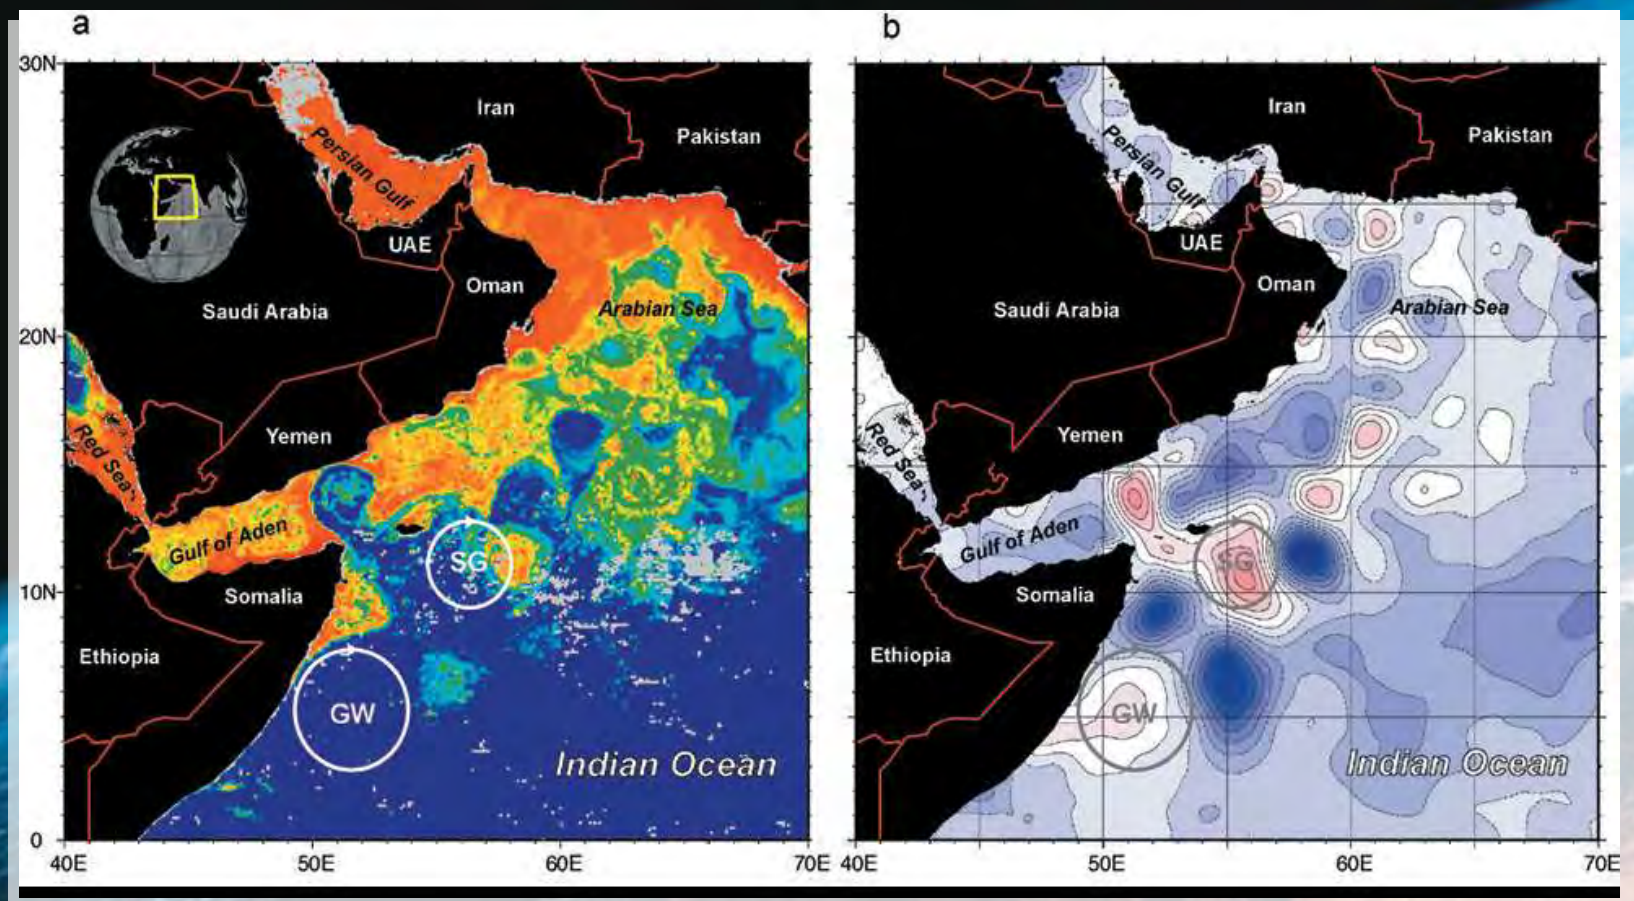 a
30N
20N
10N
0
40E
50E
60E
70E
Iran
Pakistan
Persian Gulf
UAE
Oman
Saudi Arabia
Arabian Sea
Yemen
Red Sea
Gulf of Aden
SG
Somalia
Ethiopia
GW
Indian Ocean
b
Iran
Pakistan
Persian Gulf
UAE
Oman
Saudi Arabia
Arabian Sea
Yemen
Red Sea
Gulf of Aden
SG
Somalia
Ethiopia
GW
Indian Ocean
40E
50E
60E
70E